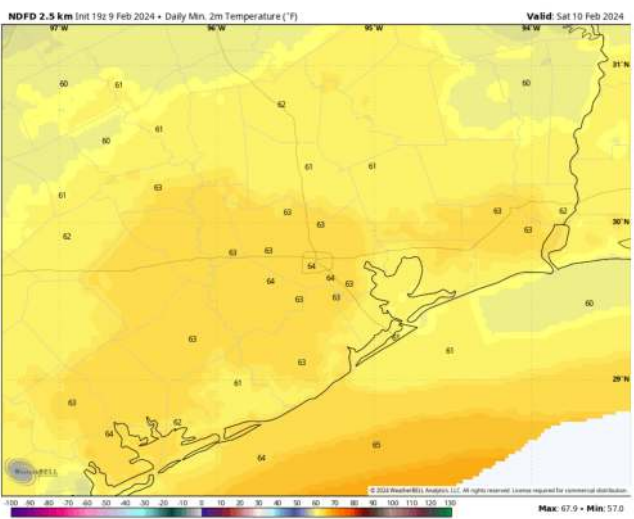 NDFD 2.5 km Init 19z 9 Feb 2024 • Daily Min. 2m Temperature (°F)
Valid: Sat 10 Feb 2024
97°W 96°W 95°W 94°W
31°N
60 61 60
62
61
60
61 61
63
61
63 63 62
62 63 63
30°N
63 63
64
64 64 63
63 63
60
63 61
63
61
29°N
63
62
64
65
64
WeatherBELL
© 2024 WeatherBELL Analytics, LLC. All rights reserved. License required for commercial distribution.
-100 -90 -80 -70 -60 -50 -40 -30 -20 -10 0 10 20 30 40 50 60 70 80 90 100 110 120 130
Max: 67.9 • Min: 57.0